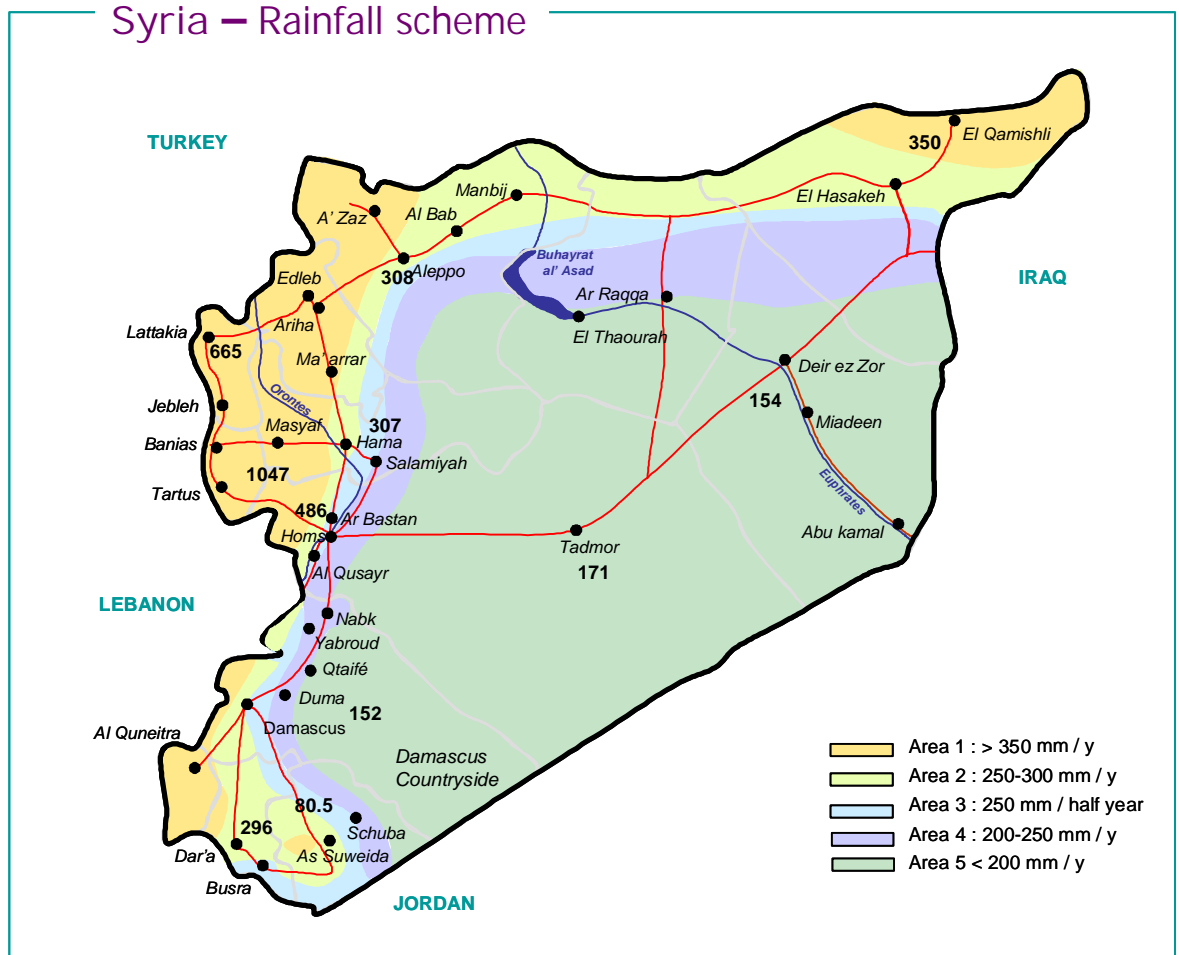 Syria – Rainfall scheme
TURKEY
350
El Qamishli
Manbij
El Hasakeh
A' Zaz
Al Bab
Buhayrat
al' Asad
308
Aleppo
IRAQ
Edleb
Ar Raqqa
Ariha
El Thaourah
Lattakia
665
Ma' arrar
Deir ez Zor
Orontes
154
Jebleh
Miadeen
307
Masyaf
Banias
Hama
Salamiyah
1047
Tartus
Euphrates
486
Ar Bastan
Homs
Abu kamal
Tadmor
171
Al Qusayr
LEBANON
Nabk
Yabroud
Qtaifé
Duma
152
Damascus
Al Quneitra
Damascus
Countryside
80.5
296
Schuba
Dar'a
As Suweida
Busra
JORDAN
Area 1 : > 350 mm / y
Area 2 : 250-300 mm / y
Area 3 : 250 mm / half year
Area 4 : 200-250 mm / y
Area 5 < 200 mm / y